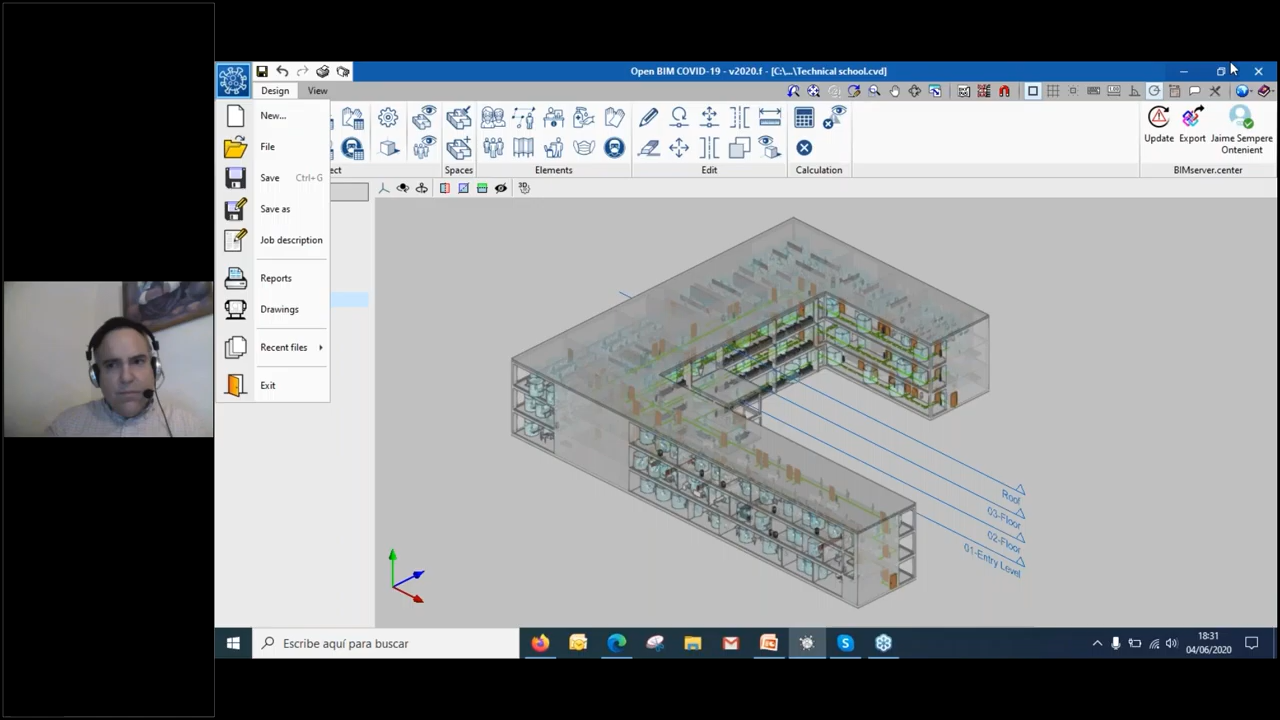 Open BIM COVID-19 - v2020.f - [C:\...\Technical school.cvd]
Design View
New...
File
Save Ctrl+G
Save as
Job description
Reports
Drawings
Recent files
Exit
ect
Spaces
Elements
Edit
Calculation
Update
Export
Jaime Sempere
Ontenient
BIMserver.center
Roof
03-Floor
02-Floor
01-Entry Level
Escribe aquí para buscar
18:31
04/06/2020